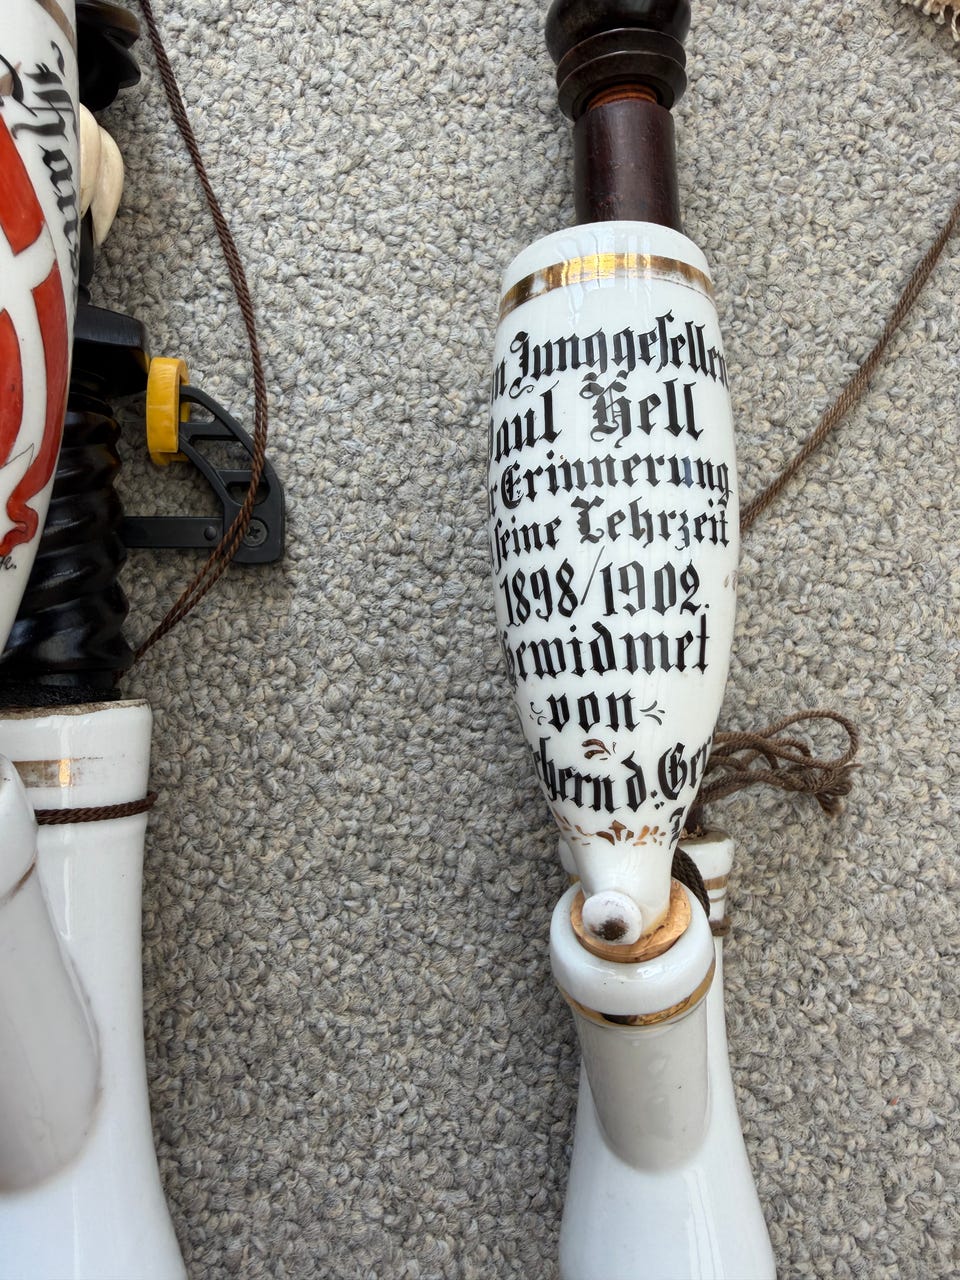 Junggesellen
Paul Hell
Erinnerung
seine Lehrzeit
1898/1902.
Gewidmet
von
d.